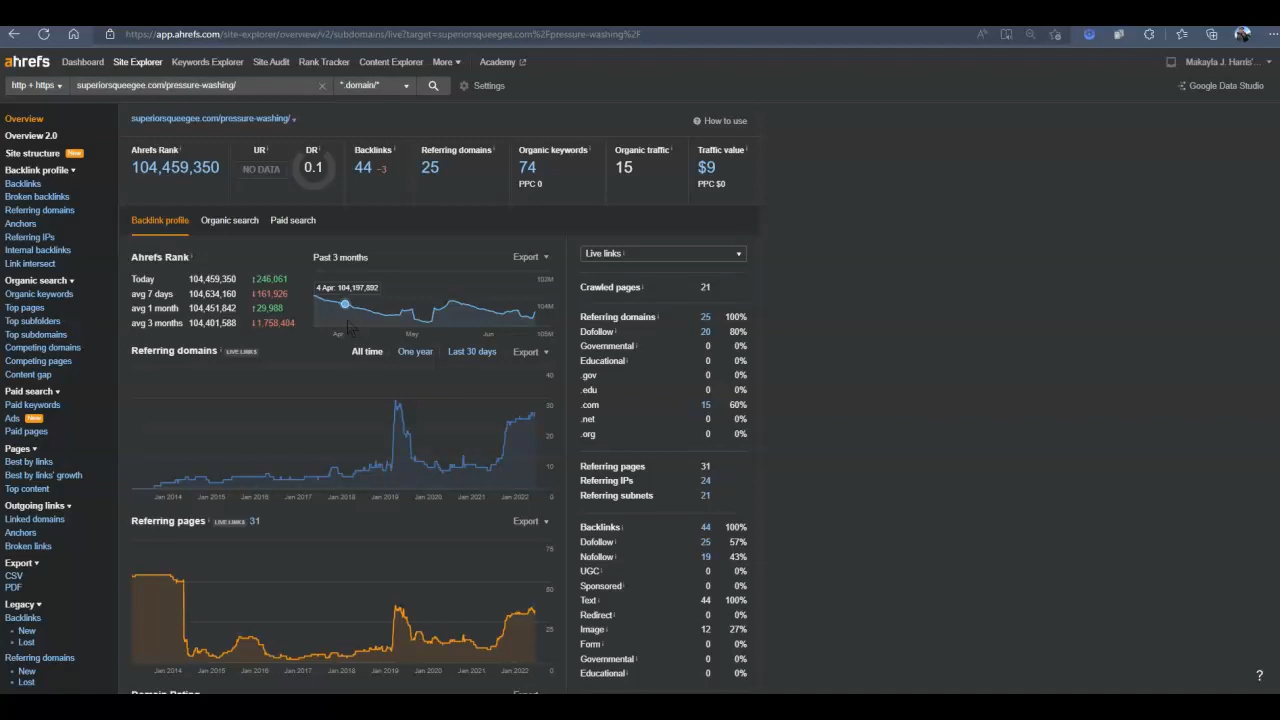 https://app.ahrefs.com/site-explorer/overview/v2/subdomains/live?target=superiorsqueegee.com%2Fpressure-washing%2F
ahrefs Dashboard Site Explorer Keywords Explorer Site Audit Rank Tracker Content Explorer More Academy Makayla J. Harris'...
http + https superiorsqueegee.com/pressure-washing/ *.domain/* Settings Google Data Studio
Overview
Overview 2.0
Site structure New
Backlink profile
Backlinks
Broken backlinks
Referring domains
Anchors
Referring IPs
Internal backlinks
Link intersect
Organic search
Organic keywords
Top pages
Top subfolders
Top subdomains
Competing domains
Competing pages
Content gap
Paid search
Paid keywords
Ads New
Paid pages
Pages
Best by links
Best by links' growth
Top content
Outgoing links
Linked domains
Anchors
Broken links
Export
CSV
PDF
Legacy
Backlinks
New
Lost
Referring domains
New
Lost
superiorsqueegee.com/pressure-washing/ How to use
Ahrefs Rank UR DR Backlinks Referring domains Organic keywords Organic traffic Traffic value
104,459,350 NO DATA 0.1 44 –3 25 74 15 $9
PPC 0 PPC $0
Backlink profile Organic search Paid search
Ahrefs Rank Past 3 months Export
Today 104,459,350 ↑246,061
avg 7 days 104,634,160 ↓161,926
avg 1 month 104,451,842 ↑29,988
avg 3 months 104,401,588 ↓1,758,404
4 Apr: 104,197,892
103M
104M
105M
Apr May Jun
Referring domains LIVE LINKS All time One year Last 30 days Export
40
30
20
10
0
Jan 2014 Jan 2015 Jan 2016 Jan 2017 Jan 2018 Jan 2019 Jan 2020 Jan 2021 Jan 2022
Referring pages LIVE LINKS 31 Export
75
50
25
0
Jan 2014 Jan 2015 Jan 2016 Jan 2017 Jan 2018 Jan 2019 Jan 2020 Jan 2021 Jan 2022
Domain Rating Export
Live links
Crawled pages 21
Referring domains 25 100%
Dofollow 20 80%
Governmental 0 0%
Educational 0 0%
.gov 0 0%
.edu 0 0%
.com 15 60%
.net 0 0%
.org 0 0%
Referring pages 31
Referring IPs 24
Referring subnets 21
Backlinks 44 100%
Dofollow 25 57%
Nofollow 19 43%
UGC 0 0%
Sponsored 0 0%
Text 44 100%
Redirect 0 0%
Image 12 27%
Form 0 0%
Governmental 0 0%
Educational 0 0%
?